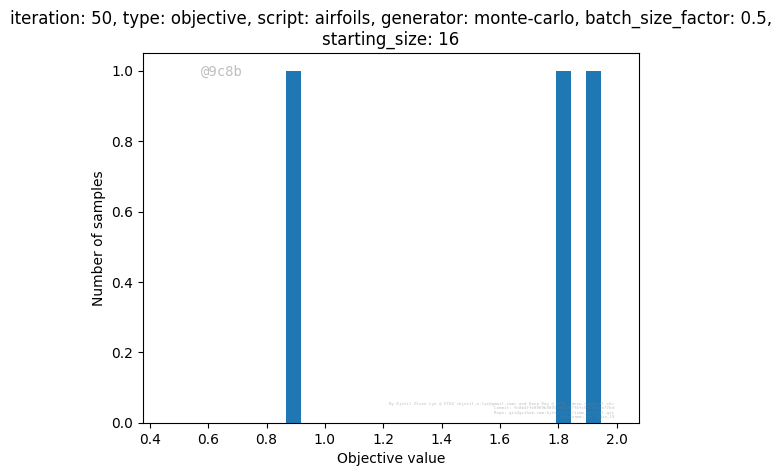 iteration: 50, type: objective, script: airfoils, generator: monte-carlo, batch_size_factor: 0.5,
starting_size: 16
@9c8b
1.0
0.8
0.6
0.4
0.2
0.0
Number of samples
0.4 0.6 0.8 1.0 1.2 1.4 1.6 1.8 2.0
Objective value